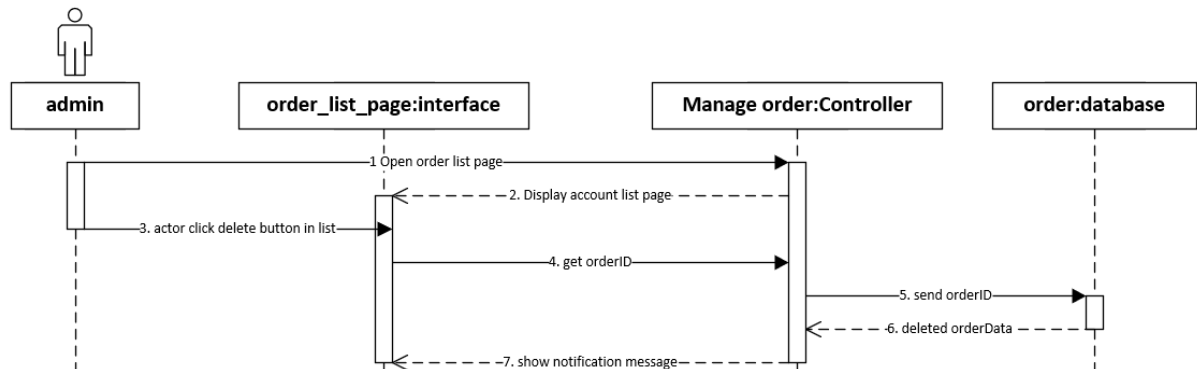 admin
order_list_page:interface
Manage order:Controller
order:database
1 Open order list page
2. Display account list page
3. actor click delete button in list
4. get orderID
5. send orderID
6. deleted orderData
7. show notification message